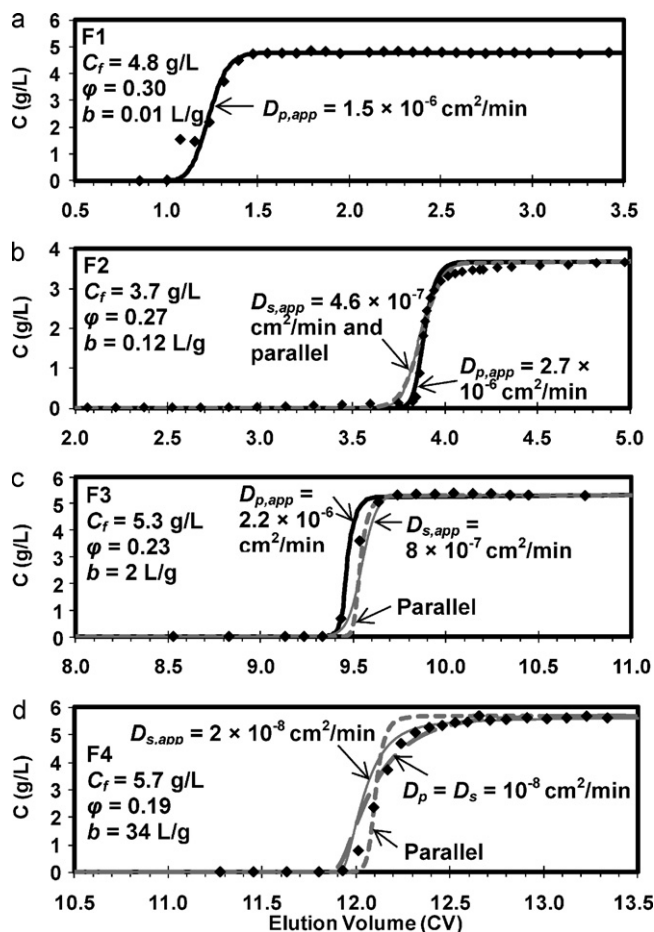 a
F1
C_f = 4.8 g/L
φ = 0.30
b = 0.01 L/g
D_p,app = 1.5 × 10⁻⁶ cm²/min
C (g/L)
6
5
4
3
2
1
0
0.5 1.0 1.5 2.0 2.5 3.0 3.5
b
F2
C_f = 3.7 g/L
φ = 0.27
b = 0.12 L/g
D_s,app = 4.6 × 10⁻⁷
cm²/min and
parallel
D_p,app = 2.7 ×
10⁻⁶ cm²/min
C (g/L)
4
3
2
1
0
2.0 2.5 3.0 3.5 4.0 4.5 5.0
c
F3
C_f = 5.3 g/L
φ = 0.23
b = 2 L/g
D_p,app =
2.2 × 10⁻⁶
cm²/min
D_s,app =
8 × 10⁻⁷ cm²/min
Parallel
C (g/L)
6
5
4
3
2
1
0
8.0 8.5 9.0 9.5 10.0 10.5 11.0
d
F4
C_f = 5.7 g/L
φ = 0.19
b = 34 L/g
D_s,app = 2 × 10⁻⁸ cm²/min
D_p = D_s = 10⁻⁸ cm²/min
Parallel
C (g/L)
6
5
4
3
2
1
0
10.5 11.0 11.5 12.0 12.5 13.0 13.5
Elution Volume (CV)